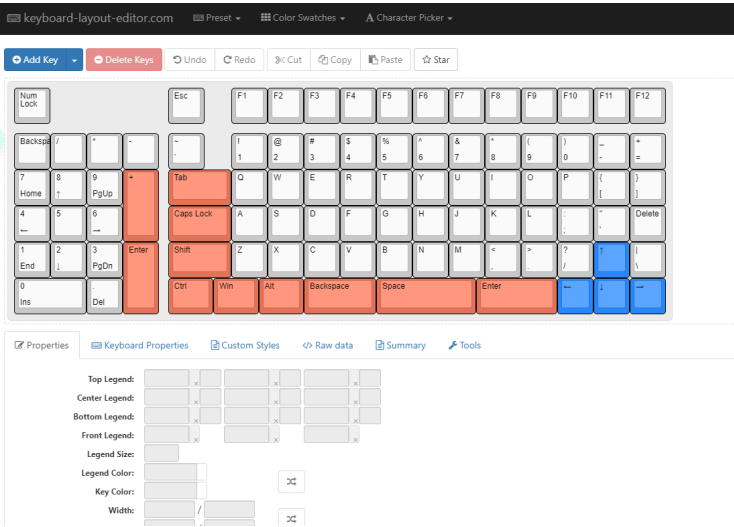 keyboard-layout-editor.com Preset Color Swatches A Character Picker
Add Key Delete Keys Undo Redo Cut Copy Paste Star
Num Lock Esc F1 F2 F3 F4 F5 F6 F7 F8 F9 F10 F11 F12
Backspa / * - ~ ! @ # $ % ^ & * ( ) _ +
` 1 2 3 4 5 6 7 8 9 0 - =
7 8 9 + Tab Q W E R T Y U I O P { }
Home ↑ PgUp [ ]
4 5 6 Caps Lock A S D F G H J K L : " Delete
← → ; '
1 2 3 Enter Shift Z X C V B N M < > ? ↑ |
End ↓ PgDn , . / \
0 . Ctrl Win Alt Backspace Space Enter ← ↓ →
Ins Del
Properties Keyboard Properties Custom Styles </> Raw data Summary Tools
Top Legend: x x x
Center Legend: x x x
Bottom Legend: x x x
Front Legend: x x x
Legend Size:
Legend Color:
Key Color:
Width: /